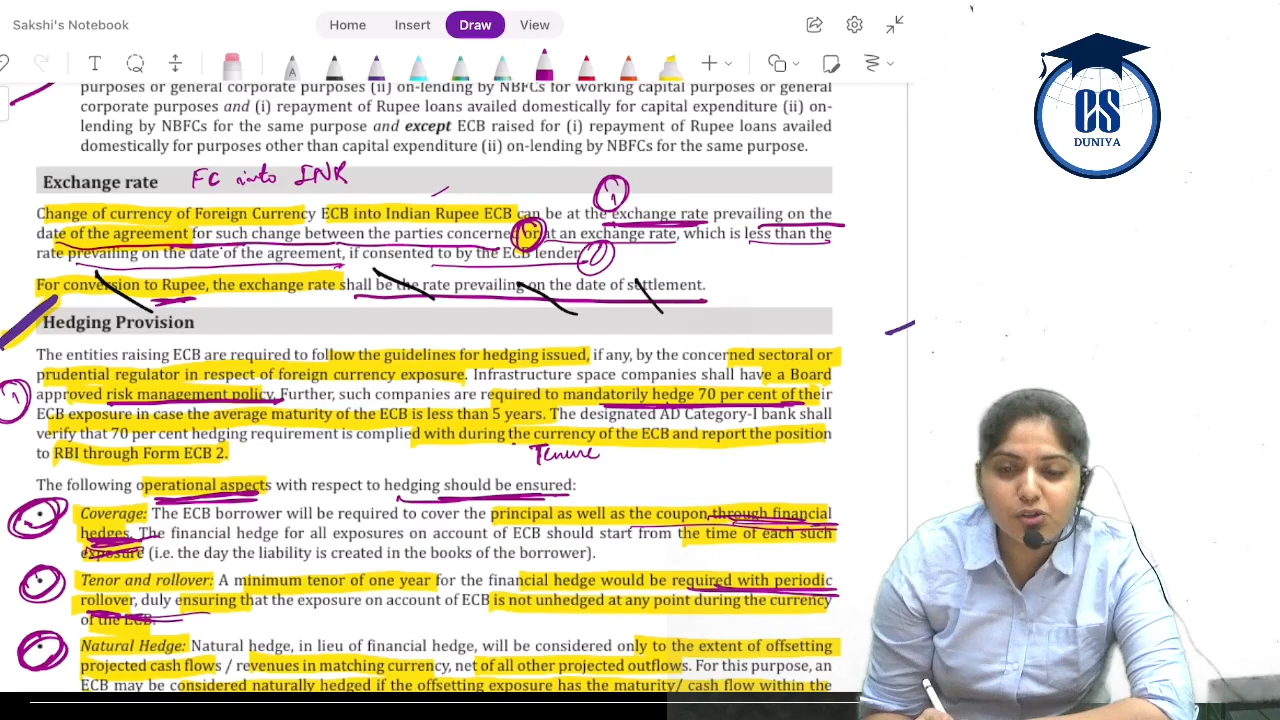 Sakshi's Notebook
Home
Insert
Draw
View
purposes or general corporate purposes (ii) on-lending by NBFCs for working capital purposes or general
corporate purposes and (i) repayment of Rupee loans availed domestically for capital expenditure (ii) on-
lending by NBFCs for the same purpose and except ECB raised for (i) repayment of Rupee loans availed
domestically for purposes other than capital expenditure (ii) on-lending by NBFCs for the same purpose.
Exchange rate FC into INR
Change of currency of Foreign Currency ECB into Indian Rupee ECB can be at the exchange rate prevailing on the
date of the agreement for such change between the parties concerned or at an exchange rate, which is less than the
rate prevailing on the date of the agreement, if consented to by the ECB lender.
For conversion to Rupee, the exchange rate shall be the rate prevailing on the date of settlement.
Hedging Provision
The entities raising ECB are required to follow the guidelines for hedging issued, if any, by the concerned sectoral or
prudential regulator in respect of foreign currency exposure. Infrastructure space companies shall have a Board
approved risk management policy. Further, such companies are required to mandatorily hedge 70 per cent of their
ECB exposure in case the average maturity of the ECB is less than 5 years. The designated AD Category-I bank shall
verify that 70 per cent hedging requirement is complied with during the currency of the ECB and report the position
to RBI through Form ECB 2.
Tenure
The following operational aspects with respect to hedging should be ensured:
Coverage: The ECB borrower will be required to cover the principal as well as the coupon through financial
hedges. The financial hedge for all exposures on account of ECB should start from the time of each such
exposure (i.e. the day the liability is created in the books of the borrower).
Tenor and rollover: A minimum tenor of one year for the financial hedge would be required with periodic
rollover, duly ensuring that the exposure on account of ECB is not unhedged at any point during the currency
of the ECB.
Natural Hedge: Natural hedge, in lieu of financial hedge, will be considered only to the extent of offsetting
projected cash flows / revenues in matching currency, net of all other projected outflows. For this purpose, an
ECB may be considered naturally hedged if the offsetting exposure has the maturity/ cash flow within the
CS
DUNIYA